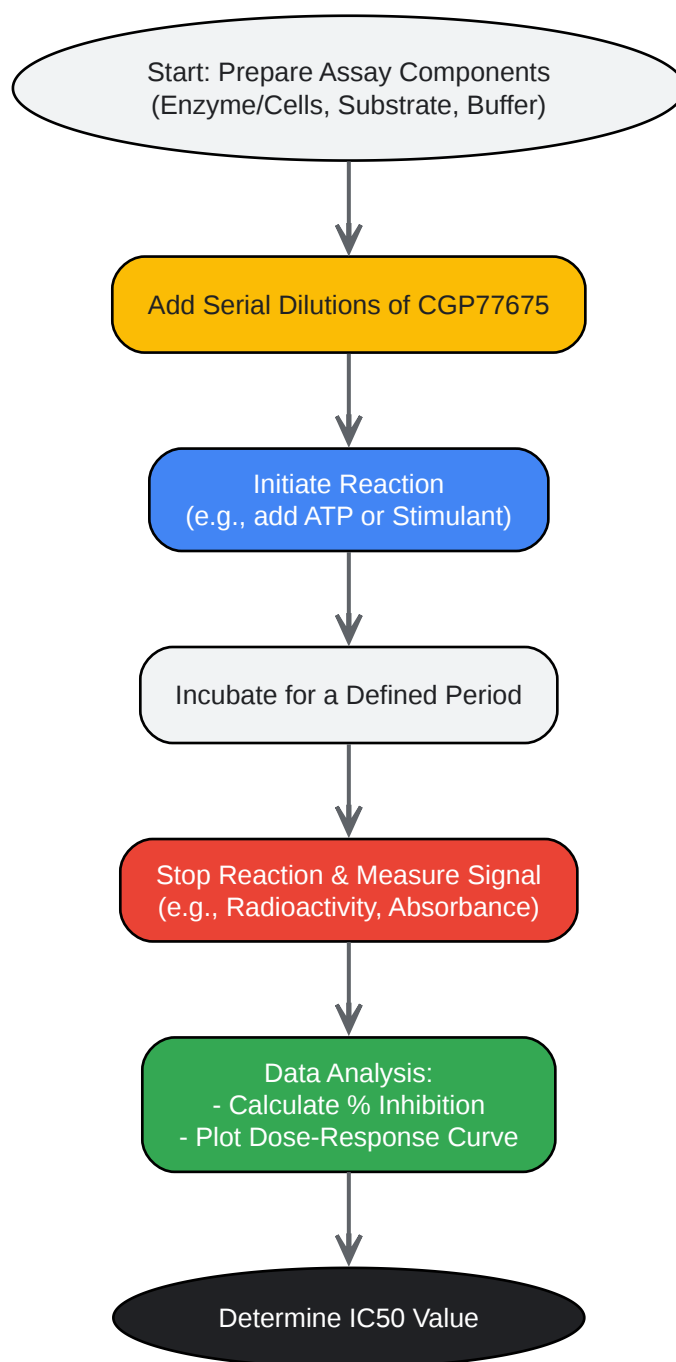 Start: Prepare Assay Components
(Enzyme/Cells, Substrate, Buffer)
Add Serial Dilutions of CGP77675
Initiate Reaction
(e.g., add ATP or Stimulant)
Incubate for a Defined Period
Stop Reaction & Measure Signal
(e.g., Radioactivity, Absorbance)
Data Analysis:
- Calculate % Inhibition
- Plot Dose-Response Curve
Determine IC50 Value